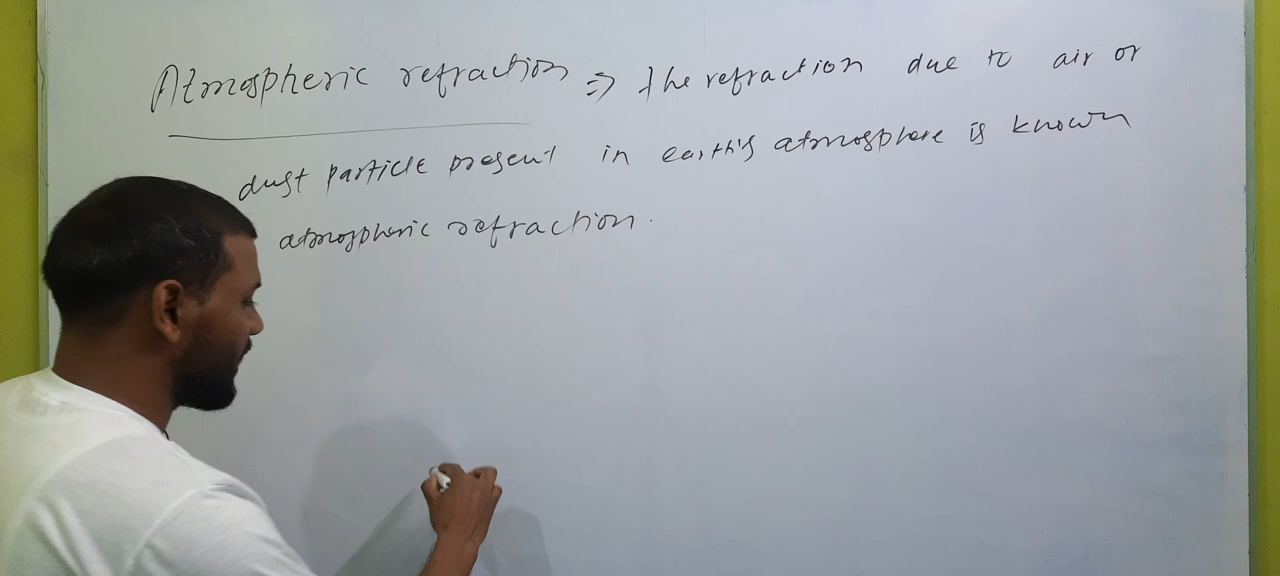 Atmospheric refraction ⇒ the refraction due to air or
dust particle present in earth's atmosphere is known
atmospheric refraction.